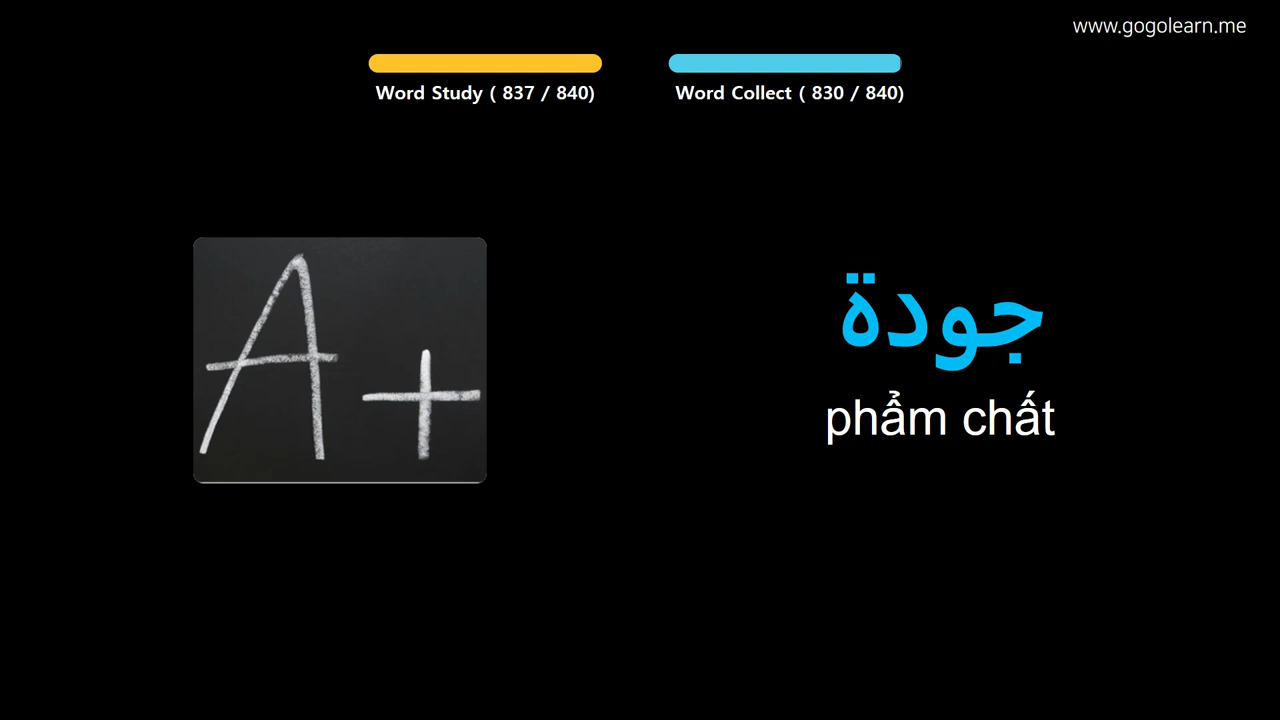 www.gogolearn.me
Word Study ( 837 / 840)
Word Collect ( 830 / 840)
A+
جودة
phẩm chất